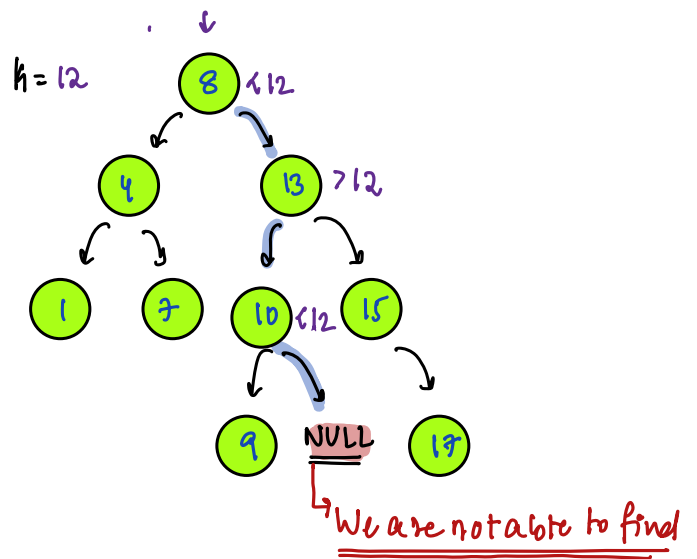 k = 12
8 <12
4 13 >12
1 7 10 <12 15
9 NULL 17
We are not able to find